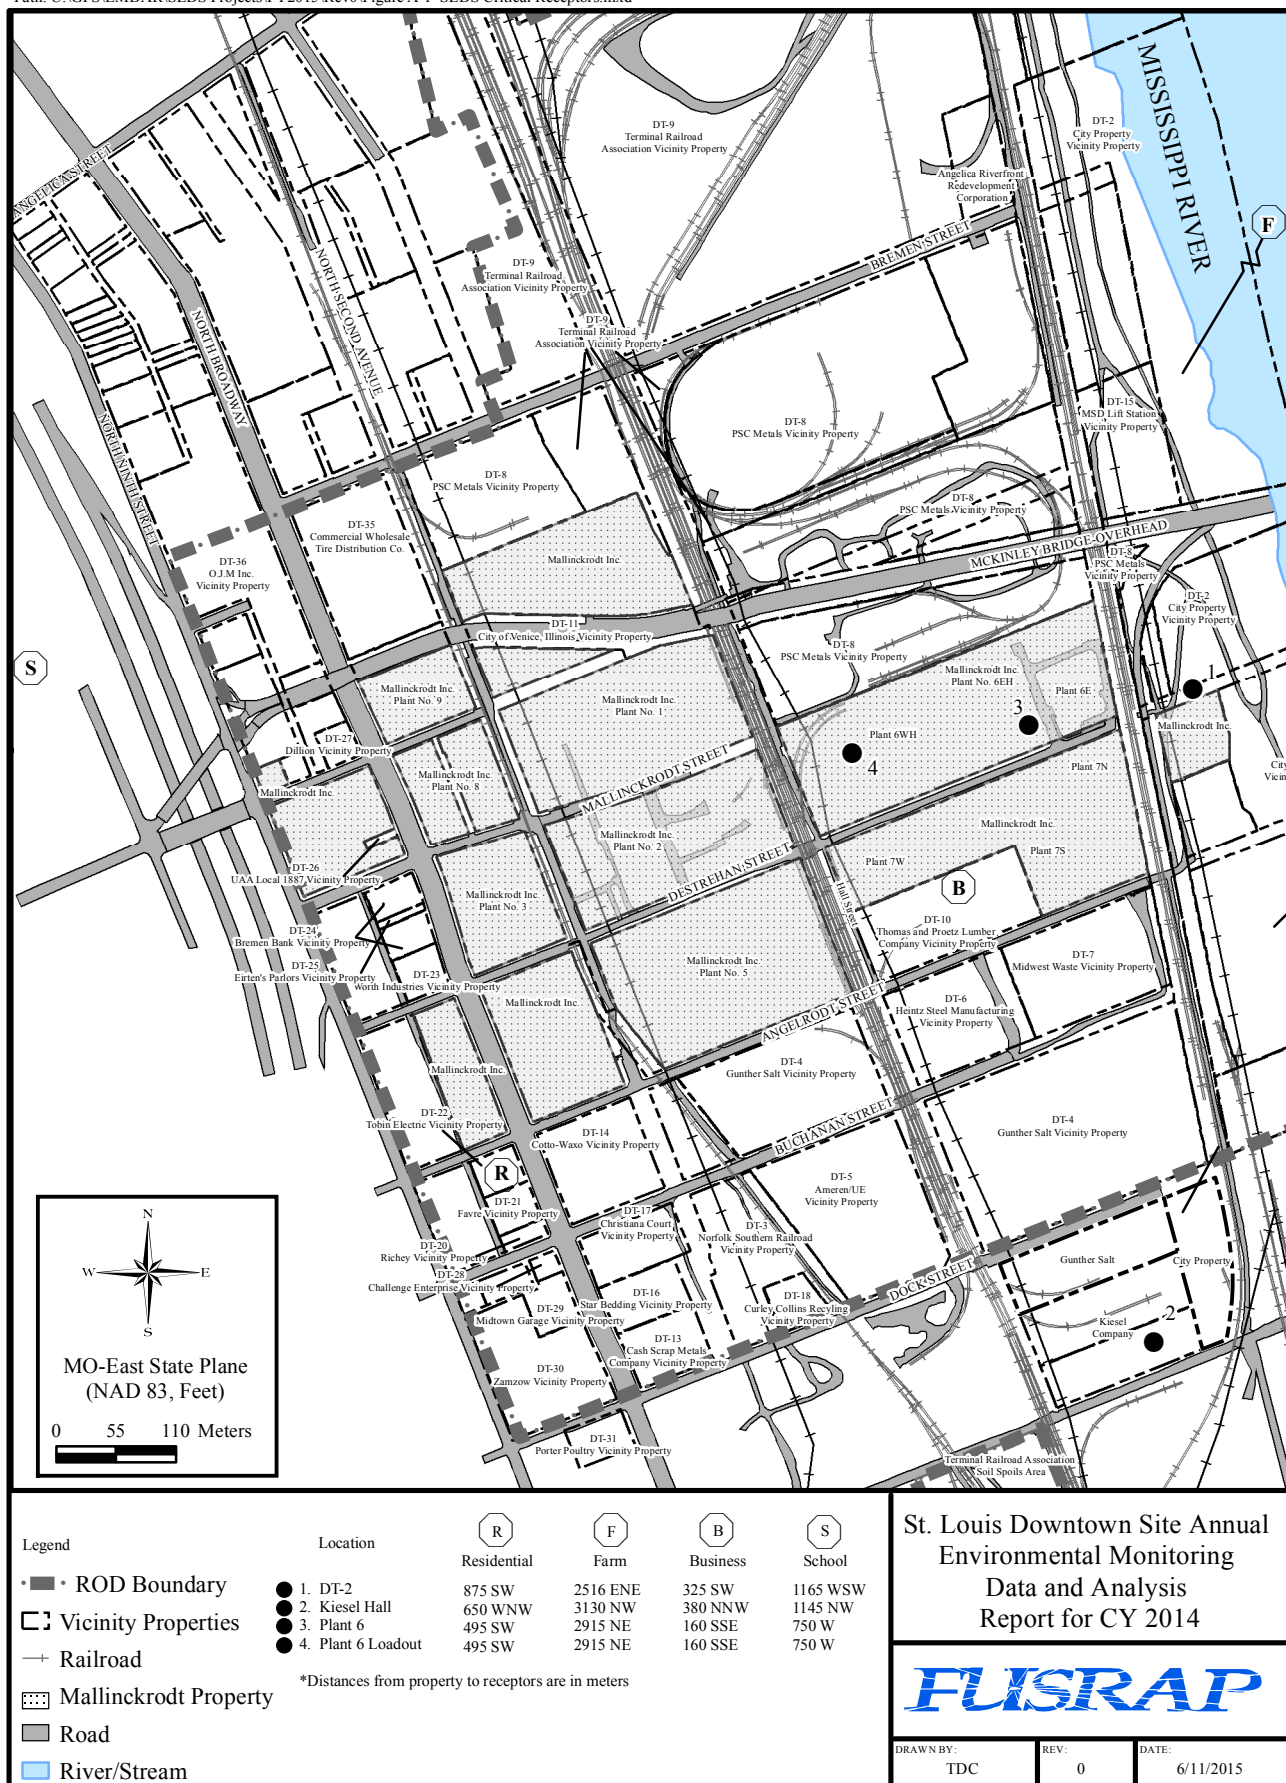 ANGELICA STREET
NORTH SECOND AVENUE
NORTH BROADWAY
NORTH NINTH STREET
DT-9
Terminal Railroad
Association Vicinity Property
DT-2
City Property
Vicinity Property
MISSISSIPPI RIVER
F
Angelica Riverfront
Redevelopment
Corporation
BREMEN STREET
DT-9
Terminal Railroad
Association Vicinity Property
DT-9
Terminal Railroad
Association Vicinity Property
DT-15
MSD Lift Station
Vicinity Property
DT-8
PSC Metals Vicinity Property
DT-8
PSC Metals Vicinity Property
DT-8
PSC Metals Vicinity Property
DT-35
Commercial Wholesale
Tire Distribution Co.
DT-36
O.J.M Inc.
Vicinity Property
Mallinckrodt Inc.
MCKINLEY BRIDGE OVERHEAD
DT-8
PSC Metals
Vicinity Property
DT-2
City Property
Vicinity Property
DT-11
City of Venice, Illinois Vicinity Property
DT-8
PSC Metals Vicinity Property
S
Mallinckrodt Inc.
Plant No. 9
Mallinckrodt Inc.
Plant No. 1
Mallinckrodt Inc.
Plant No. 6EH
Plant 6E
1
3
Mallinckrodt Inc.
Plant 6WH
4
DT-27
Dillion Vicinity Property
Plant 7N
City
Vicin
Mallinckrodt Inc.
Plant No. 8
Mallinckrodt Inc.
MALLINCKRODT STREET
Mallinckrodt Inc.
Plant No. 2
Mallinckrodt Inc.
Plant 7S
Plant 7W
DESTREHAN STREET
Hall Street
B
DT-26
UAA Local 1887 Vicinity Property
Mallinckrodt Inc.
Plant No. 3
DT-24
Bremen Bank Vicinity Property
DT-10
Thomas and Proetz Lumber
Company Vicinity Property
DT-7
Midwest Waste Vicinity Property
DT-25
Eirten's Parlors Vicinity Property
DT-23
Worth Industries Vicinity Property
Mallinckrodt Inc.
Plant No. 5
Mallinckrodt Inc.
DT-6
Heintz Steel Manufacturing
Vicinity Property
ANGELRODT STREET
DT-4
Gunther Salt Vicinity Property
Mallinckrodt Inc.
DT-22
Tobin Electric Vicinity Property
DT-14
Cotto-Waxo Vicinity Property
BUCHANAN STREET
DT-4
Gunther Salt Vicinity Property
R
DT-5
Ameren/UE
Vicinity Property
DT-21
Favre Vicinity Property
DT-17
Christiana Court
Vicinity Property
DT-3
Norfolk Southern Railroad
Vicinity Property
DT-20
Richey Vicinity Property
DT-28
Challenge Enterprise Vicinity Property
Gunther Salt
City Property
DOCK STREET
DT-16
Star Bedding Vicinity Property
DT-18
Curley Collins Recyling
Vicinity Property
DT-29
Midtown Garage Vicinity Property
Kiesel
Company
2
DT-13
Cash Scrap Metals
Company Vicinity Property
DT-30
Zamzow Vicinity Property
DT-31
Porter Poultry Vicinity Property
Terminal Railroad Association
Soil Spoils Area
N
W E
S
MO-East State Plane
(NAD 83, Feet)
0 55 110 Meters
Legend
ROD Boundary
Vicinity Properties
Railroad
Mallinckrodt Property
Road
River/Stream
R F B S
Location Residential Farm Business School
1. DT-2 875 SW 2516 ENE 325 SW 1165 WSW
2. Kiesel Hall 650 WNW 3130 NW 380 NNW 1145 NW
3. Plant 6 495 SW 2915 NE 160 SSE 750 W
4. Plant 6 Loadout 495 SW 2915 NE 160 SSE 750 W
*Distances from property to receptors are in meters
St. Louis Downtown Site Annual
Environmental Monitoring
Data and Analysis
Report for CY 2014
FUSRAP
DRAWN BY: REV: DATE:
TDC 0 6/11/2015